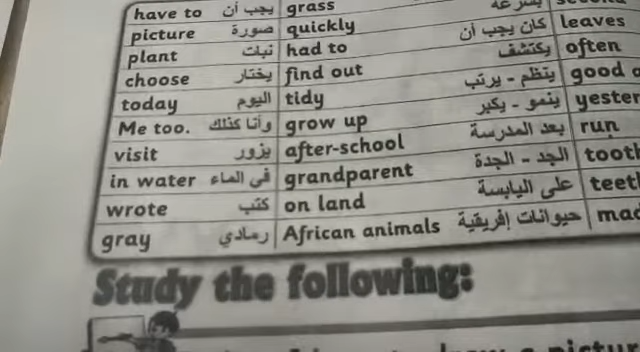 have to يجب أن grass
picture صورة quickly بسرعة
plant نبات had to كان يجب أن leaves
choose يختار find out يكتشف often
today اليوم tidy ينظم - يرتب good
Me too. وأنا كذلك grow up ينمو - يكبر
visit يزور after-school بعد المدرسة run
in water فى الماء grandparent الجد - الجدة
wrote كتب on land على اليابسة
gray رمادي African animals حيوانات إفريقية
Study the following: